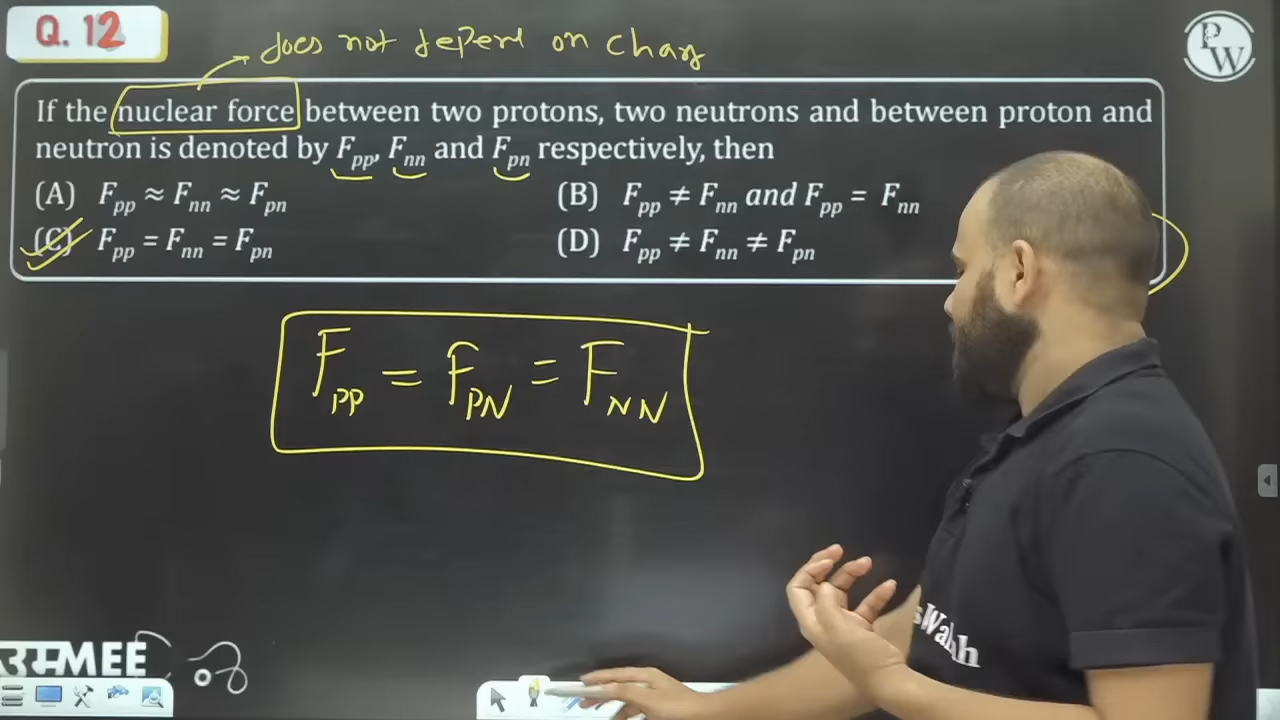 Q. 12
does not depend on charg
PW
If the nuclear force between two protons, two neutrons and between proton and
neutron is denoted by Fpp, Fnn and Fpn respectively, then
(A) Fpp ≈ Fnn ≈ Fpn
(B) Fpp ≠ Fnn and Fpp = Fnn
(C) Fpp = Fnn = Fpn
(D) Fpp ≠ Fnn ≠ Fpn
FPP = FPN = FNN
उम्MEE